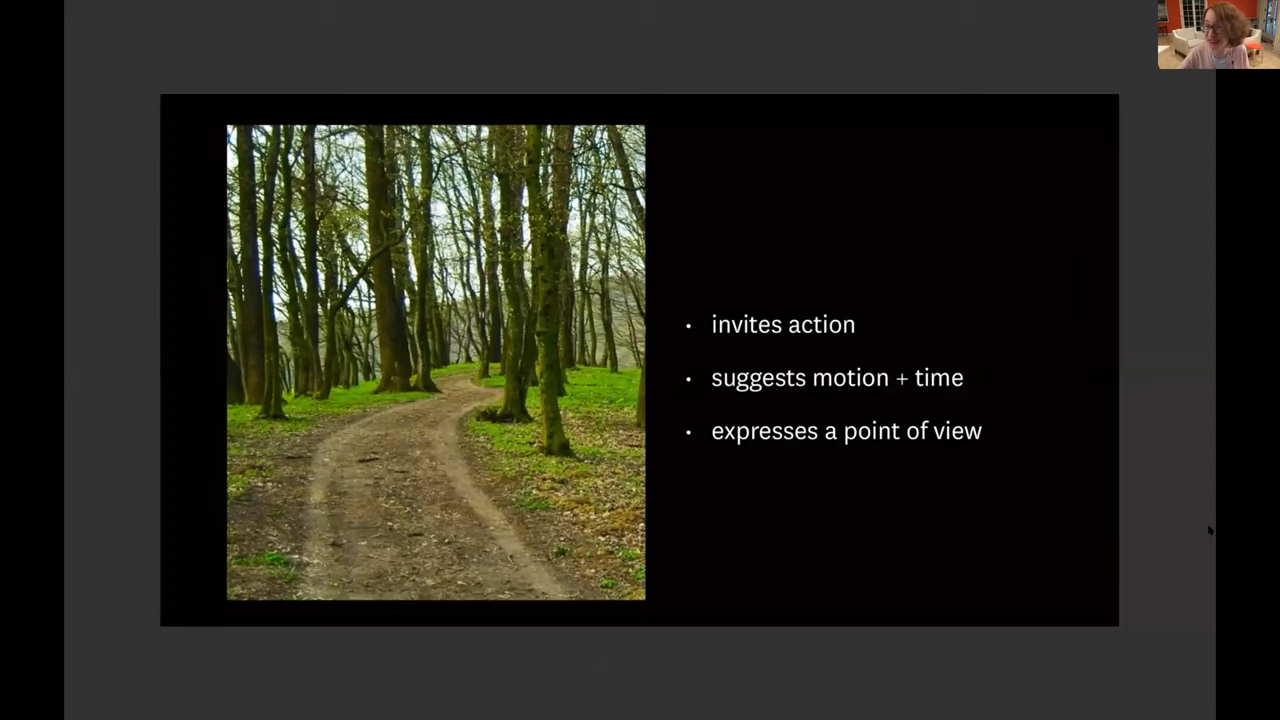 • invites action
• suggests motion + time
• expresses a point of view